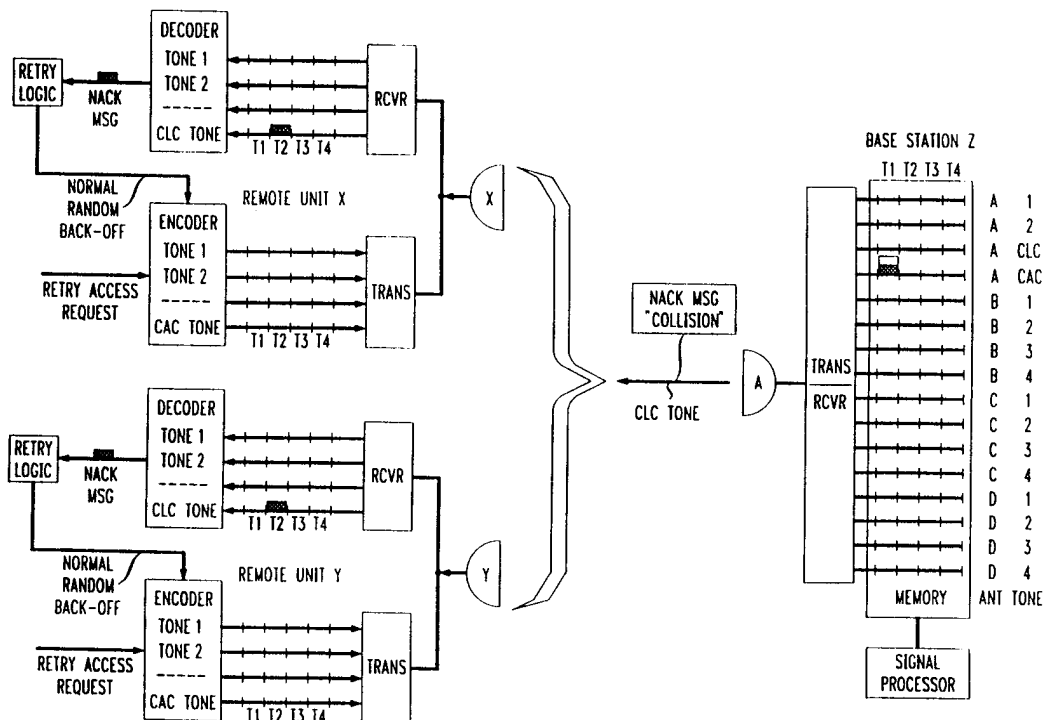 DECODER
TONE 1
TONE 2
CLC TONE
T1 T2 T3 T4
RETRY
LOGIC
NACK
MSG
RCVR
NORMAL
RANDOM
BACK-OFF
REMOTE UNIT X
X
ENCODER
TONE 1
TONE 2
CAC TONE
T1 T2 T3 T4
RETRY ACCESS
REQUEST
TRANS
DECODER
TONE 1
TONE 2
CLC TONE
T1 T2 T3 T4
RETRY
LOGIC
NACK
MSG
RCVR
NORMAL
RANDOM
BACK-OFF
REMOTE UNIT Y
Y
ENCODER
TONE 1
TONE 2
CAC TONE
T1 T2 T3 T4
RETRY ACCESS
REQUEST
TRANS
NACK MSG
"COLLISION"
CLC TONE
A
TRANS
RCVR
BASE STATION Z
T1 T2 T3 T4
A 1
A 2
A CLC
A CAC
B 1
B 2
B 3
B 4
C 1
C 2
C 3
C 4
D 1
D 2
D 3
D 4
MEMORY
ANT TONE
SIGNAL
PROCESSOR